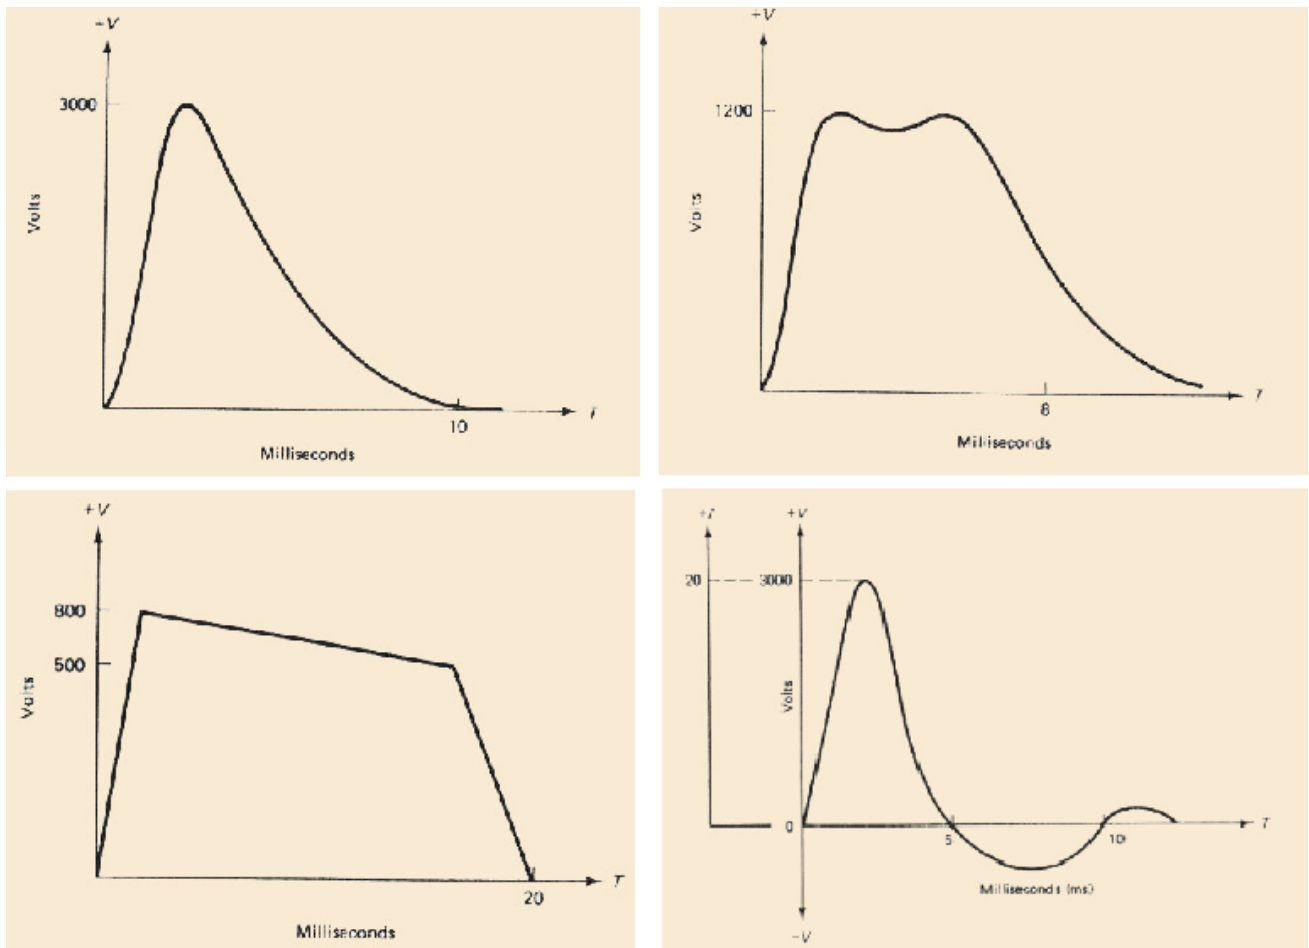 +V
3000
Volts
10
T
Milliseconds
+V
1200
Volts
8
T
Milliseconds
+V
800
500
Volts
20
T
Milliseconds
+I
+V
20
3000
Volts
0
5
10
T
Milliseconds (ms)
-V